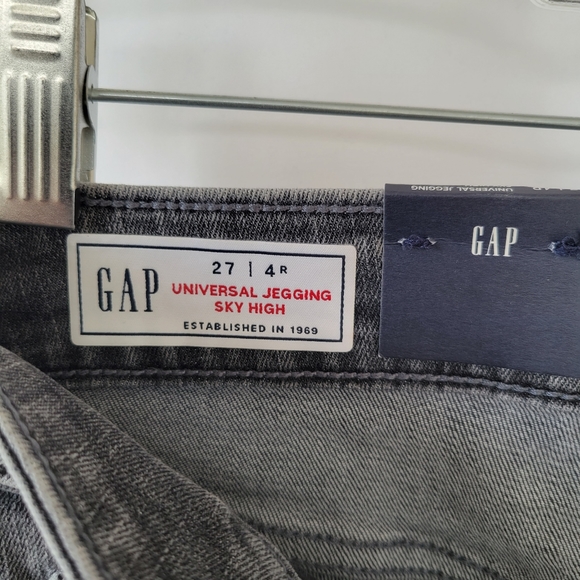 UNIVERSAL JEGGING
GAP
27 | 4R
UNIVERSAL JEGGING
SKY HIGH
ESTABLISHED IN 1969
GAP